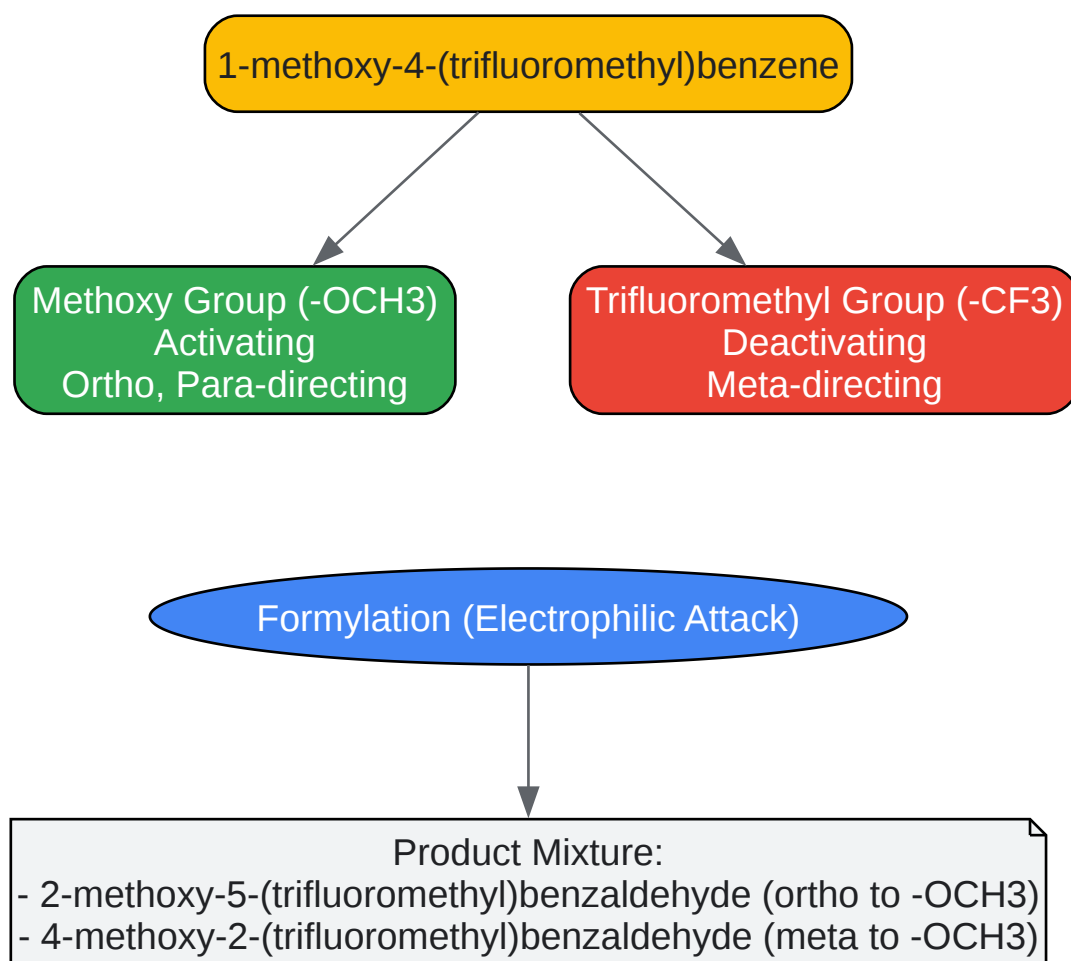 1-methoxy-4-(trifluoromethyl)benzene
Methoxy Group (-OCH3)
Activating
Ortho, Para-directing
Trifluoromethyl Group (-CF3)
Deactivating
Meta-directing
Formylation (Electrophilic Attack)
Product Mixture:
- 2-methoxy-5-(trifluoromethyl)benzaldehyde (ortho to -OCH3)
- 4-methoxy-2-(trifluoromethyl)benzaldehyde (meta to -OCH3)